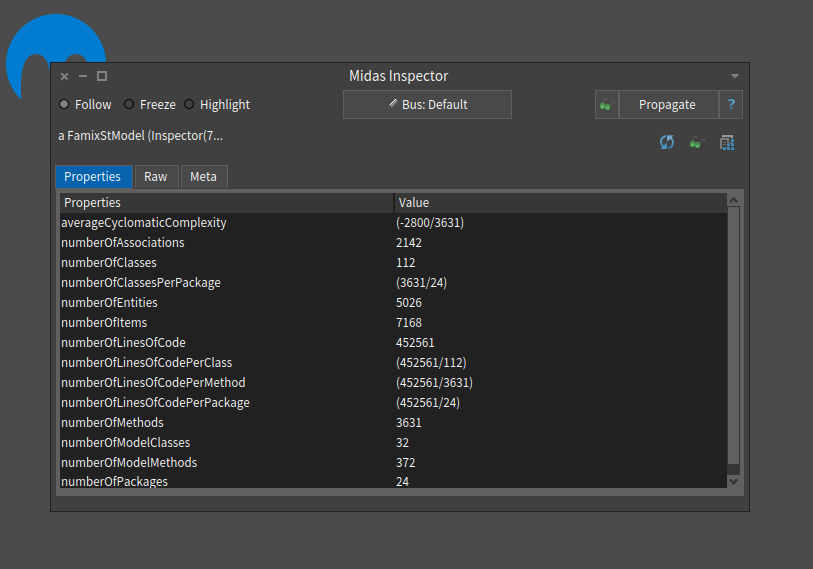 Midas Inspector
Follow Freeze Highlight Bus: Default Propagate ?
a FamixStModel (Inspector(7...
Properties Raw Meta
Properties Value
averageCyclomaticComplexity (-2800/3631)
numberOfAssociations 2142
numberOfClasses 112
numberOfClassesPerPackage (3631/24)
numberOfEntities 5026
numberOfItems 7168
numberOfLinesOfCode 452561
numberOfLinesOfCodePerClass (452561/112)
numberOfLinesOfCodePerMethod (452561/3631)
numberOfLinesOfCodePerPackage (452561/24)
numberOfMethods 3631
numberOfModelClasses 32
numberOfModelMethods 372
numberOfPackages 24